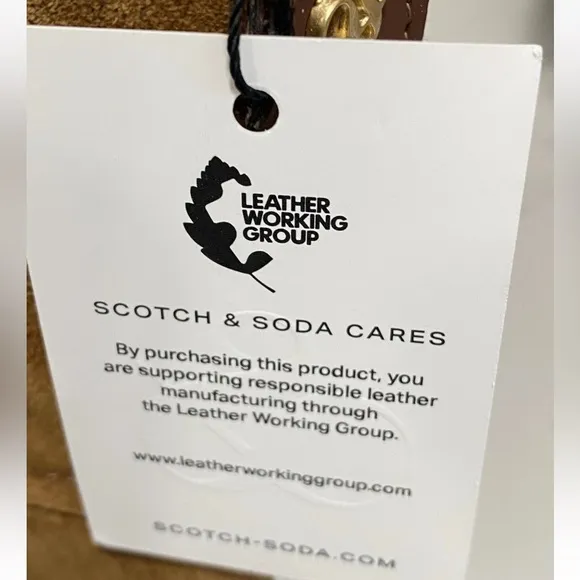 LEATHER
WORKING
GROUP
SCOTCH & SODA CARES
By purchasing this product, you
are supporting responsible leather
manufacturing through
the Leather Working Group.
www.leatherworkinggroup.com
SCOTCH-SODA.COM